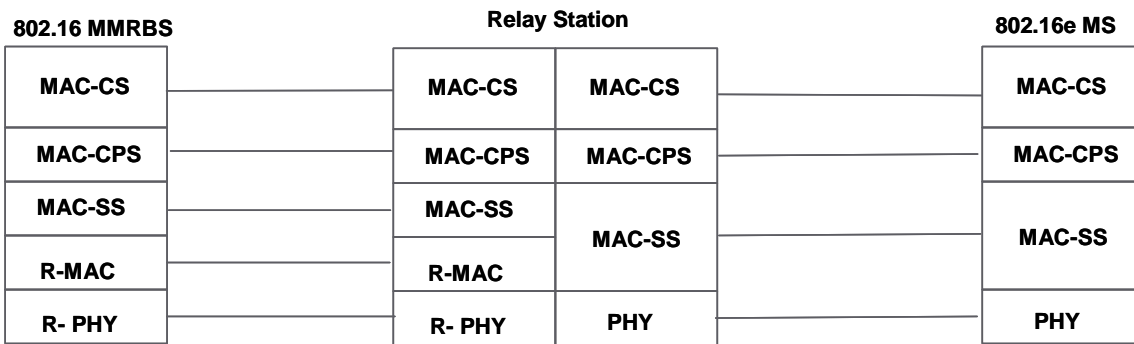 802.16 MMRBS
Relay Station
802.16e MS
MAC-CS
MAC-CS
MAC-CS
MAC-CS
MAC-CPS
MAC-CPS
MAC-CPS
MAC-CPS
MAC-SS
MAC-SS
MAC-SS
MAC-SS
R-MAC
R-MAC
R- PHY
R- PHY
PHY
PHY